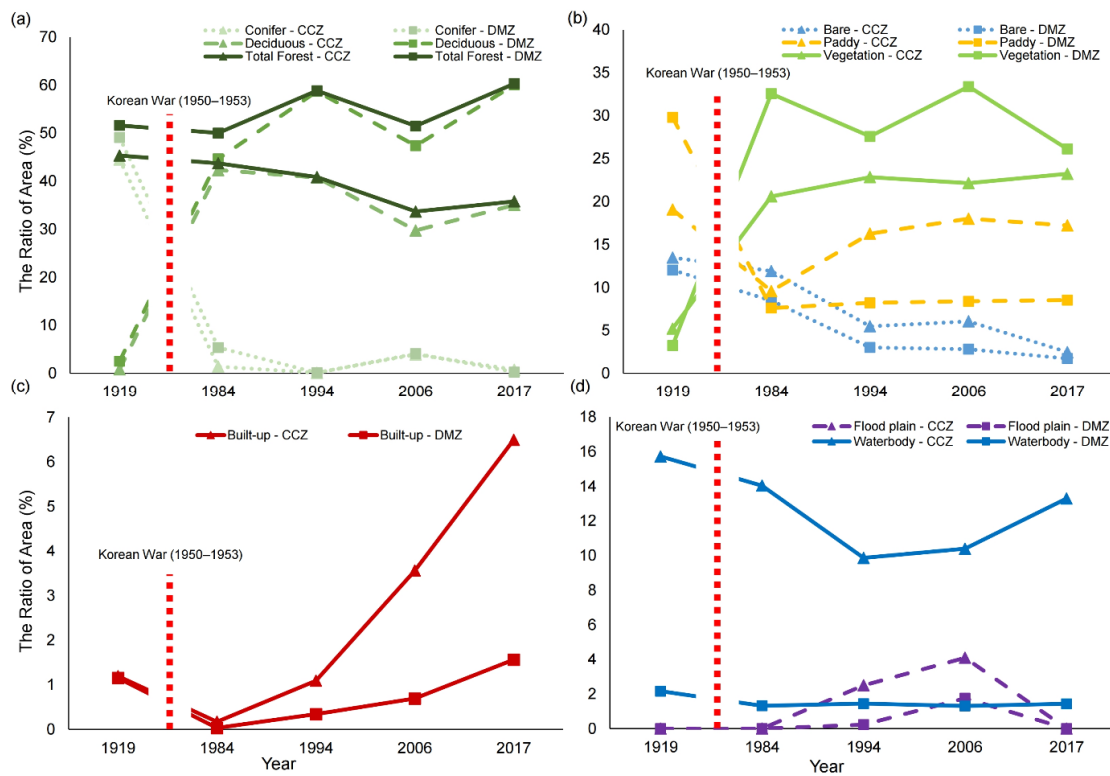 (a)
Conifer - CCZ
Conifer - DMZ
Deciduous - CCZ
Deciduous - DMZ
Total Forest - CCZ
Total Forest - DMZ
Korean War (1950–1953)
The Ratio of Area (%)
70
60
50
40
30
20
10
0
1919
1984
1994
2006
2017
(b)
Bare - CCZ
Bare - DMZ
Paddy - CCZ
Paddy - DMZ
Vegetation - CCZ
Vegetation - DMZ
Korean War (1950–1953)
40
35
30
25
20
15
10
5
0
1919
1984
1994
2006
2017
(c)
Built-up - CCZ
Built-up - DMZ
Korean War (1950–1953)
The Ratio of Area (%)
7
6
5
4
3
2
1
0
1919
1984
1994
2006
2017
Year
(d)
Flood plain - CCZ
Flood plain - DMZ
Waterbody - CCZ
Waterbody - DMZ
Korean War (1950–1953)
18
16
14
12
10
8
6
4
2
0
1919
1984
1994
2006
2017
Year